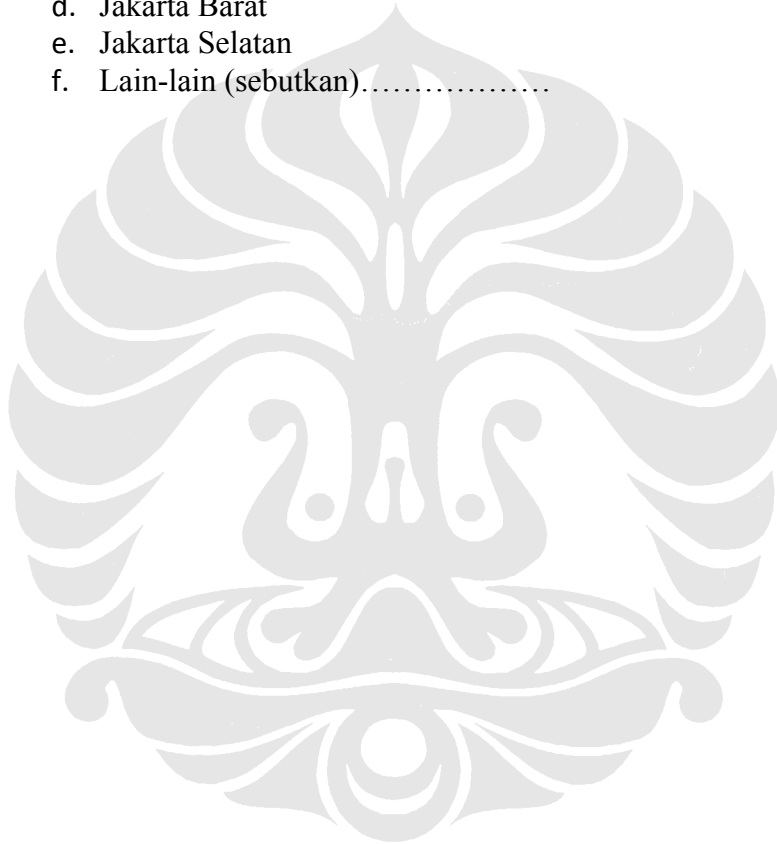 d. Jakarta Barat
e. Jakarta Selatan
f. Lain-lain (sebutkan)………………